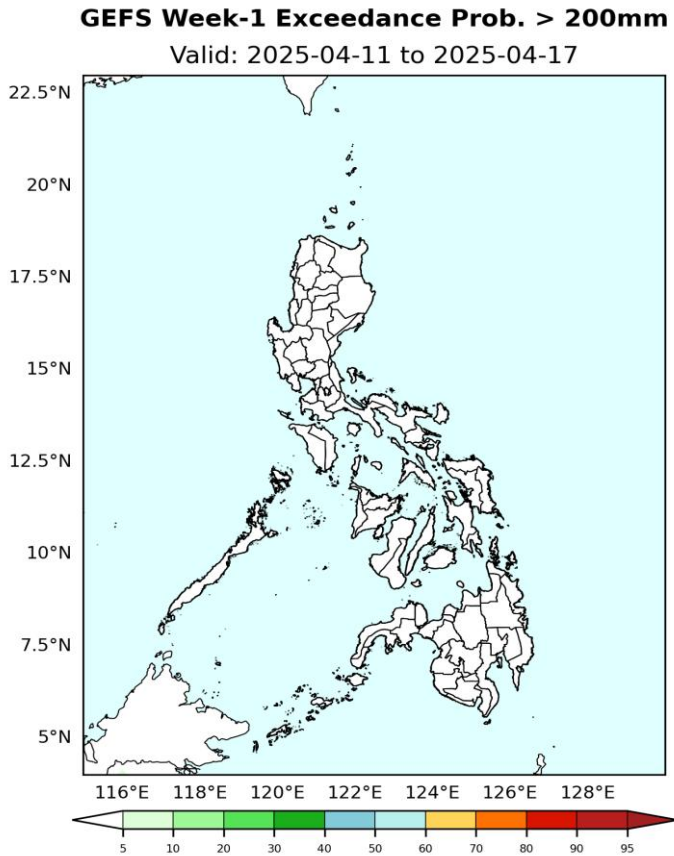 GEFS Week-1 Exceedance Prob. > 200mm
Valid: 2025-04-11 to 2025-04-17
22.5°N
20°N
17.5°N
15°N
12.5°N
10°N
7.5°N
5°N
116°E 118°E 120°E 122°E 124°E 126°E 128°E
5 10 20 30 40 50 60 70 80 90 95